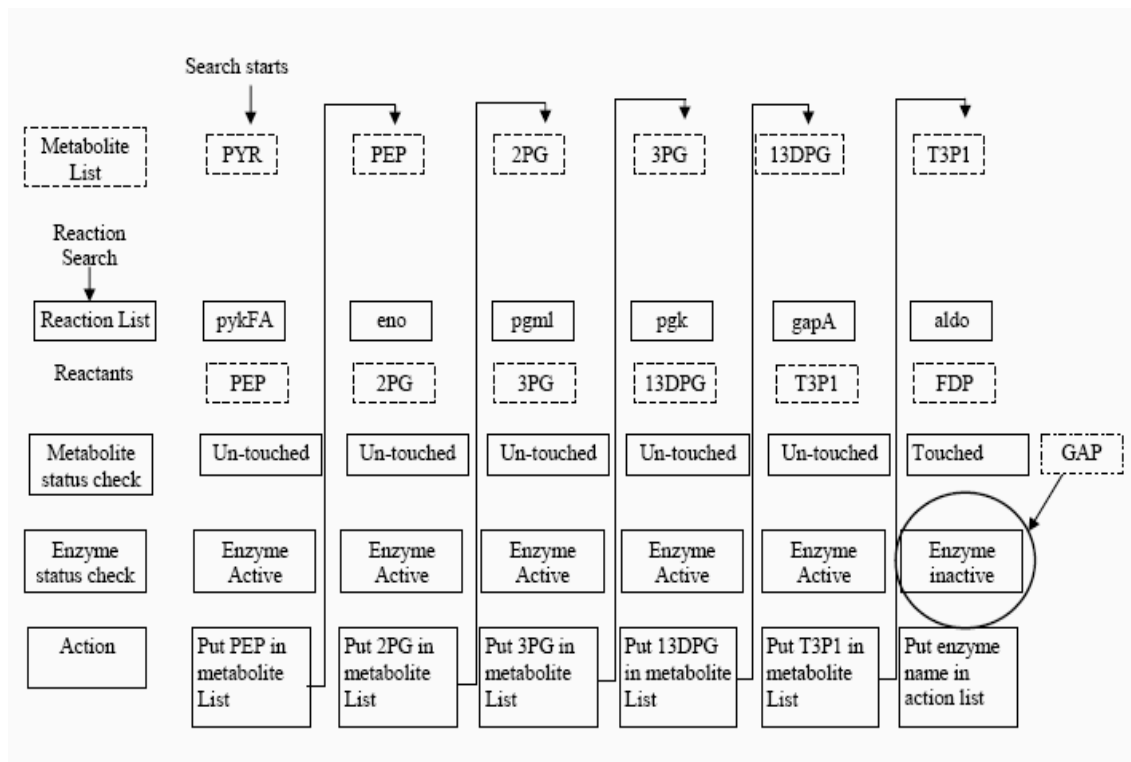 Search starts
Metabolite
List
PYR
PEP
2PG
3PG
13DPG
T3P1
Reaction
Search
Reaction List
pykFA
eno
pgml
pgk
gapA
aldo
Reactants
PEP
2PG
3PG
13DPG
T3P1
FDP
Metabolite
status check
Un-touched
Un-touched
Un-touched
Un-touched
Un-touched
Touched
GAP
Enzyme
status check
Enzyme
Active
Enzyme
Active
Enzyme
Active
Enzyme
Active
Enzyme
Active
Enzyme
inactive
Action
Put PEP in
metabolite
List
Put 2PG in
metabolite
List
Put 3PG in
metabolite
List
Put 13DPG
in metabolite
List
Put T3P1 in
metabolite
List
Put enzyme
name in
action list